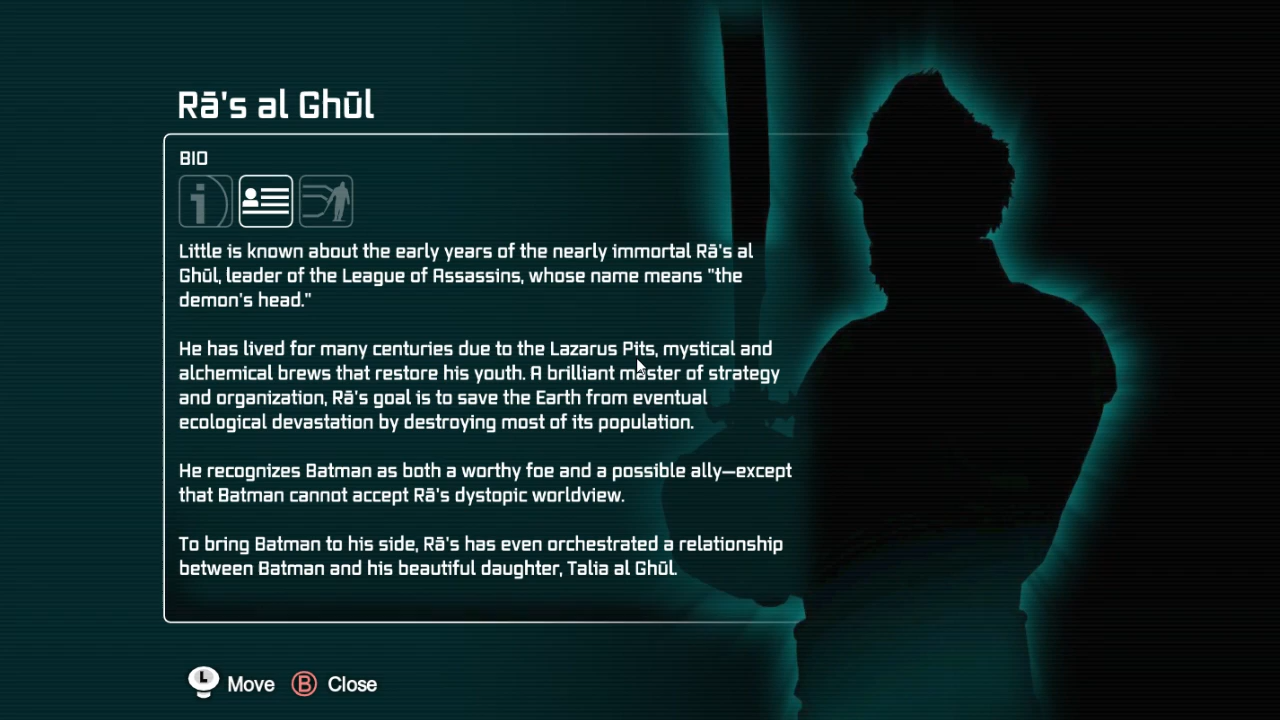 Rā's al Ghūl
BIO
Little is known about the early years of the nearly immortal Rā's al
Ghūl, leader of the League of Assassins, whose name means "the
demon's head."
He has lived for many centuries due to the Lazarus Pits, mystical and
alchemical brews that restore his youth. A brilliant master of strategy
and organization, Rā's goal is to save the Earth from eventual
ecological devastation by destroying most of its population.
He recognizes Batman as both a worthy foe and a possible ally—except
that Batman cannot accept Rā's dystopic worldview.
To bring Batman to his side, Rā's has even orchestrated a relationship
between Batman and his beautiful daughter, Talia al Ghūl.
L Move B Close